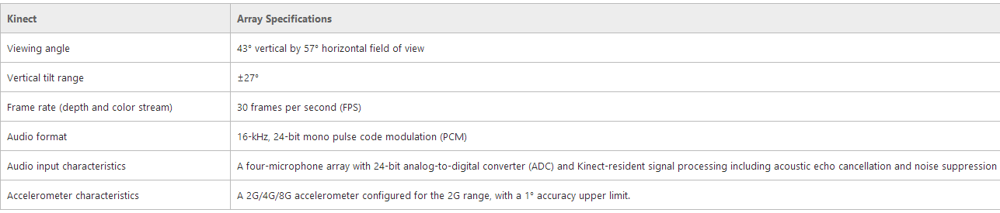 Kinect Array Specifications
Viewing angle 43° vertical by 57° horizontal field of view
Vertical tilt range ±27°
Frame rate (depth and color stream) 30 frames per second (FPS)
Audio format 16-kHz, 24-bit mono pulse code modulation (PCM)
Audio input characteristics A four-microphone array with 24-bit analog-to-digital converter (ADC) and Kinect-resident signal processing including acoustic echo cancellation and noise suppression
Accelerometer characteristics A 2G/4G/8G accelerometer configured for the 2G range, with a 1° accuracy upper limit.